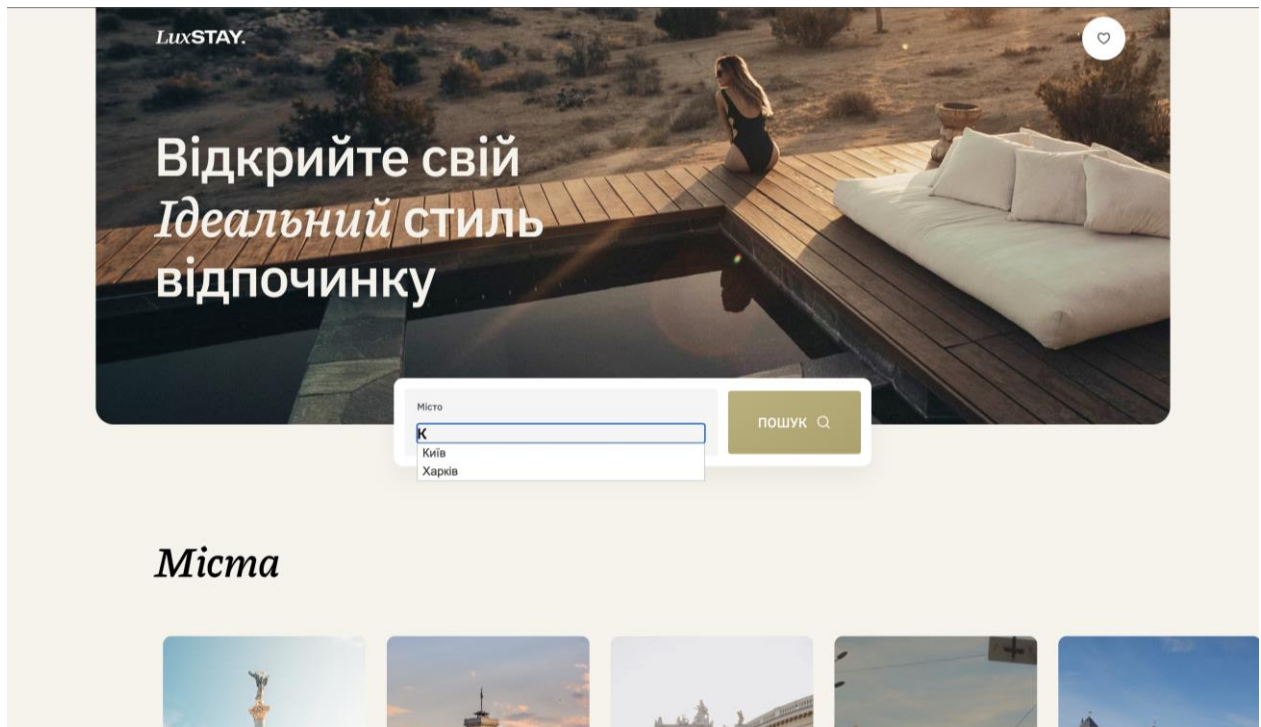 LuxSTAY.
Відкрийте свій
Ідеальний стиль
відпочинку
Місто
К
ПОШУК
Київ
Харків
Міста